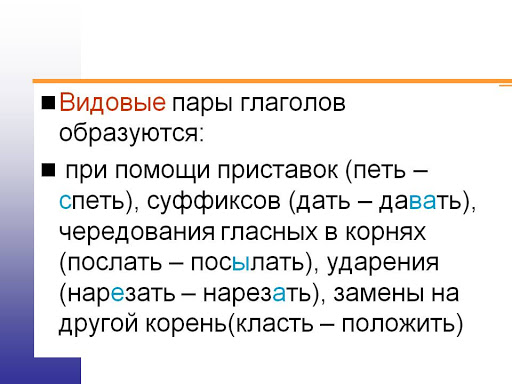 Видовые пары глаголов
образуются:
при помощи приставок (петь –
спеть), суффиксов (дать – давать),
чередования гласных в корнях
(послать – посылать), ударения
(нарезать – нарезать), замены на
другой корень(класть – положить)